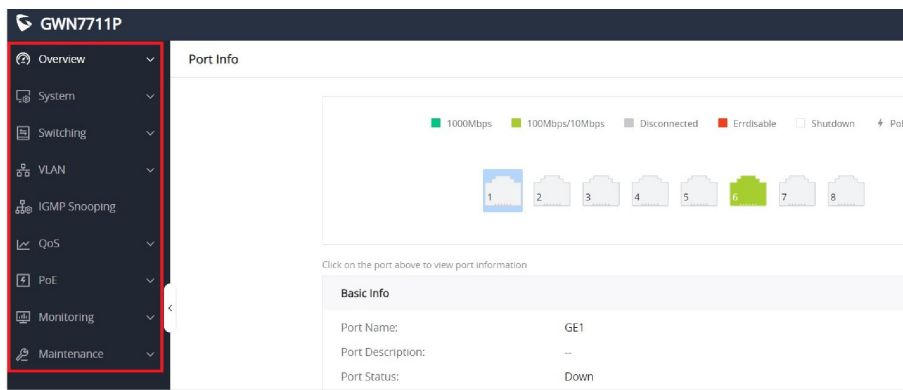 GWN7711P
Overview
System
Switching
VLAN
IGMP Snooping
QoS
PoE
Monitoring
Maintenance
Port Info
1000Mbps 100Mbps/10Mbps Disconnected Errdisable Shutdown
1 2 3 4 5 6 7 8
Click on the port above to view port information
Basic Info
Port Name: GE1
Port Description: --
Port Status: Down